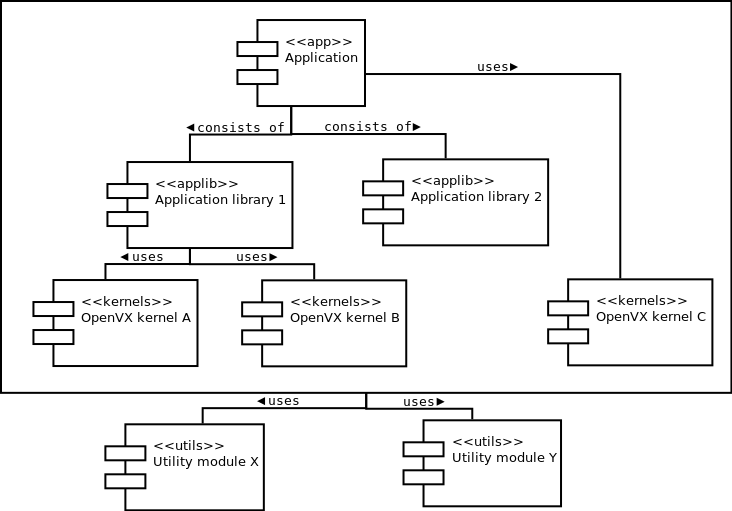 <<app>>
Application
uses►
◄consists of
consists of►
<<applib>>
Application library 1
<<applib>>
Application library 2
◄uses
uses►
<<kernels>>
OpenVX kernel A
<<kernels>>
OpenVX kernel B
<<kernels>>
OpenVX kernel C
◄uses
uses►
<<utils>>
Utility module X
<<utils>>
Utility module Y